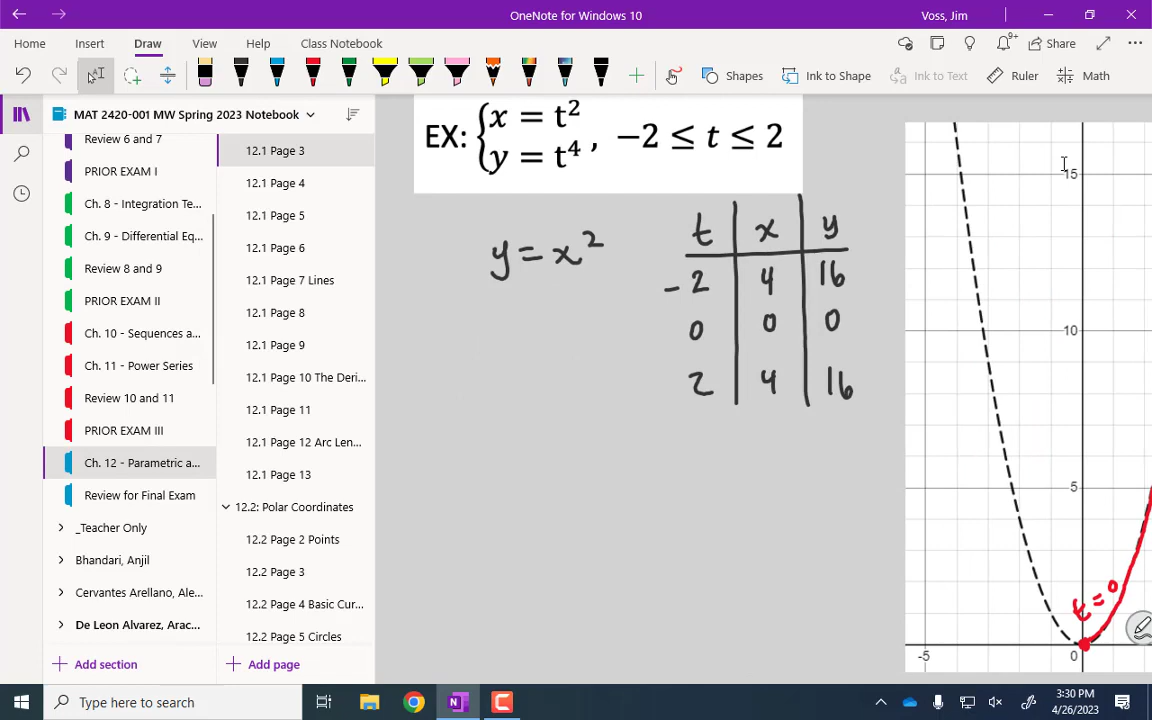 OneNote for Windows 10
Voss, Jim
Home Insert Draw View Help Class Notebook
9+
Share
Shapes
Ink to Shape
Ink to Text
Ruler
Math
MAT 2420-001 MW Spring 2023 Notebook
Review 6 and 7
PRIOR EXAM I
Ch. 8 - Integration Te...
Ch. 9 - Differential Eq...
Review 8 and 9
PRIOR EXAM II
Ch. 10 - Sequences a...
Ch. 11 - Power Series
Review 10 and 11
PRIOR EXAM III
Ch. 12 - Parametric a...
Review for Final Exam
_Teacher Only
Bhandari, Anjil
Cervantes Arellano, Ale...
De Leon Alvarez, Arac...
Add section
12.1 Page 3
12.1 Page 4
12.1 Page 5
12.1 Page 6
12.1 Page 7 Lines
12.1 Page 8
12.1 Page 9
12.1 Page 10 The Deri...
12.1 Page 11
12.1 Page 12 Arc Len...
12.1 Page 13
12.2: Polar Coordinates
12.2 Page 2 Points
12.2 Page 3
12.2 Page 4 Basic Cur...
12.2 Page 5 Circles
Add page
EX: { x = t²
y = t⁴ , −2 ≤ t ≤ 2
y = x²
t x y
-2 4 16
0 0 0
2 4 16
15
10
5
t = 0
-5 0
Type here to search
3:30 PM
4/26/2023